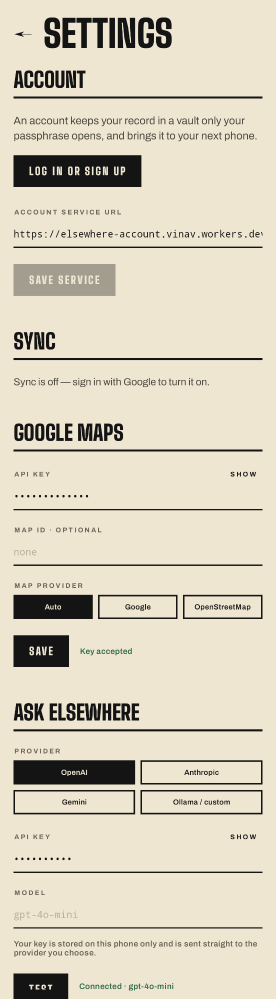 ← SETTINGS
ACCOUNT
An account keeps your record in a vault only your
passphrase opens, and brings it to your next phone.
LOG IN OR SIGN UP
ACCOUNT SERVICE URL
https://elsewhere-account.vinav.workers.dev
SAVE SERVICE
SYNC
Sync is off — sign in with Google to turn it on.
GOOGLE MAPS
API KEY SHOW
•••••••••••••
MAP ID · OPTIONAL
none
MAP PROVIDER
Auto Google OpenStreetMap
SAVE Key accepted
ASK ELSEWHERE
PROVIDER
OpenAI Anthropic
Gemini Ollama / custom
API KEY SHOW
••••••••••
MODEL
gpt-4o-mini
Your key is stored on this phone only and is sent straight to the
provider you choose.
TEST Connected · gpt-4o-mini